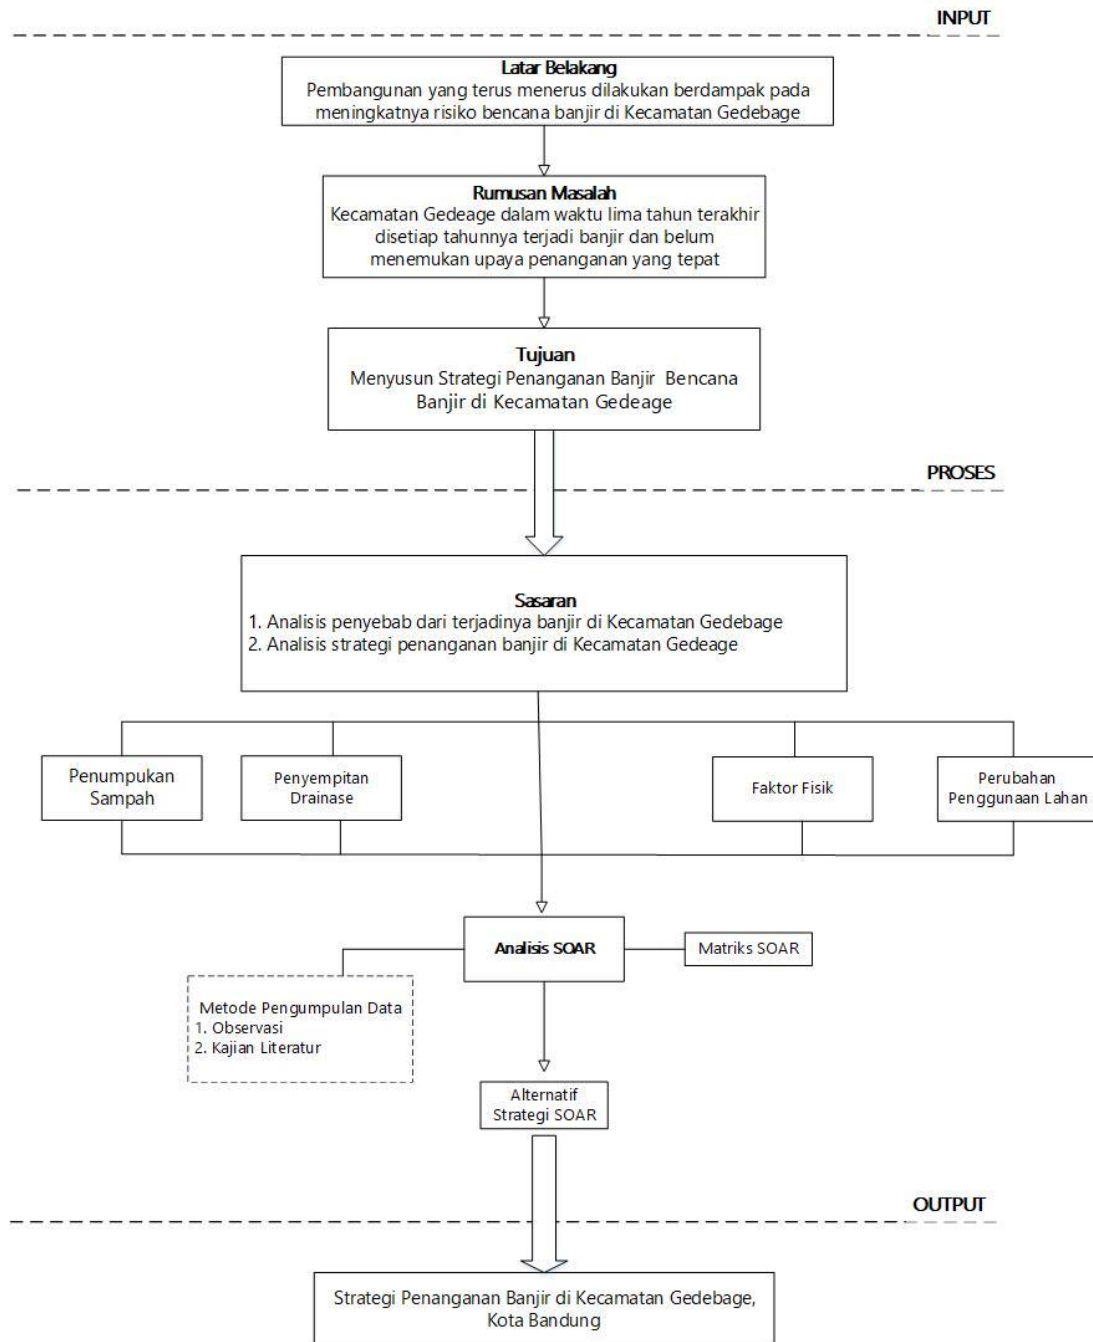 INPUT
Latar Belakang
Pembangunan yang terus menerus dilakukan berdampak pada
meningkatnya risiko bencana banjir di Kecamatan Gedebage
Rumusan Masalah
Kecamatan Gedeage dalam waktu lima tahun terakhir
disetiap tahunnya terjadi banjir dan belum
menemukan upaya penanganan yang tepat
Tujuan
Menyusun Strategi Penanganan Banjir Bencana
Banjir di Kecamatan Gedeage
PROSES
Sasaran
1. Analisis penyebab dari terjadinya banjir di Kecamatan Gedebage
2. Analisis strategi penanganan banjir di Kecamatan Gedeage
Penumpukan
Sampah
Penyempitan
Drainase
Faktor Fisik
Perubahan
Penggunaan Lahan
Analisis SOAR
Matriks SOAR
Metode Pengumpulan Data
1. Observasi
2. Kajian Literatur
Alternatif
Strategi SOAR
OUTPUT
Strategi Penanganan Banjir di Kecamatan Gedebage,
Kota Bandung